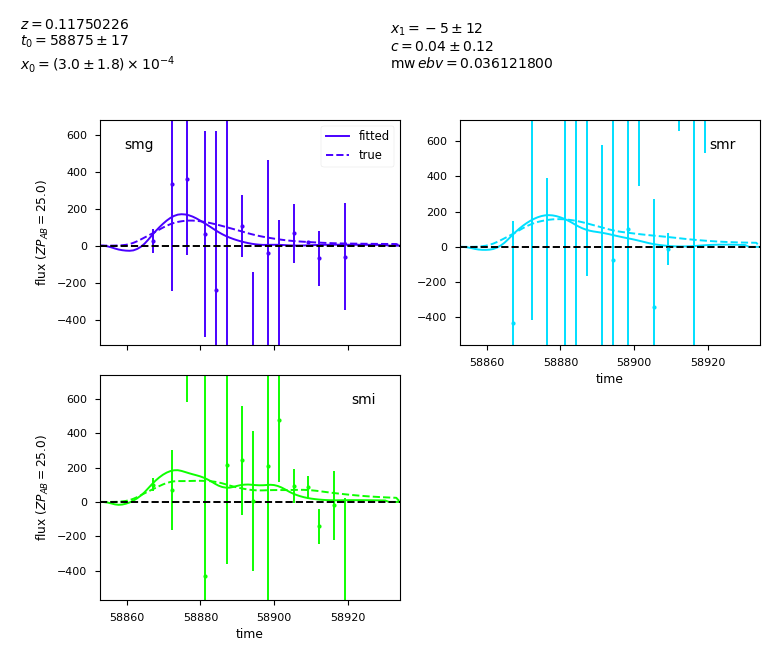 z = 0.11750226
t₀ = 58875 ± 17
x₀ = (3.0 ± 1.8) × 10⁻⁴
x₁ = − 5 ± 12
c = 0.04 ± 0.12
mw ebv = 0.036121800
smg
fitted
true
600
400
200
0
−200
−400
flux (ZP_AB = 25.0)
smr
600
400
200
0
−200
−400
58860 58880 58900 58920
time
smi
600
400
200
0
−200
−400
flux (ZP_AB = 25.0)
58860 58880 58900 58920
time